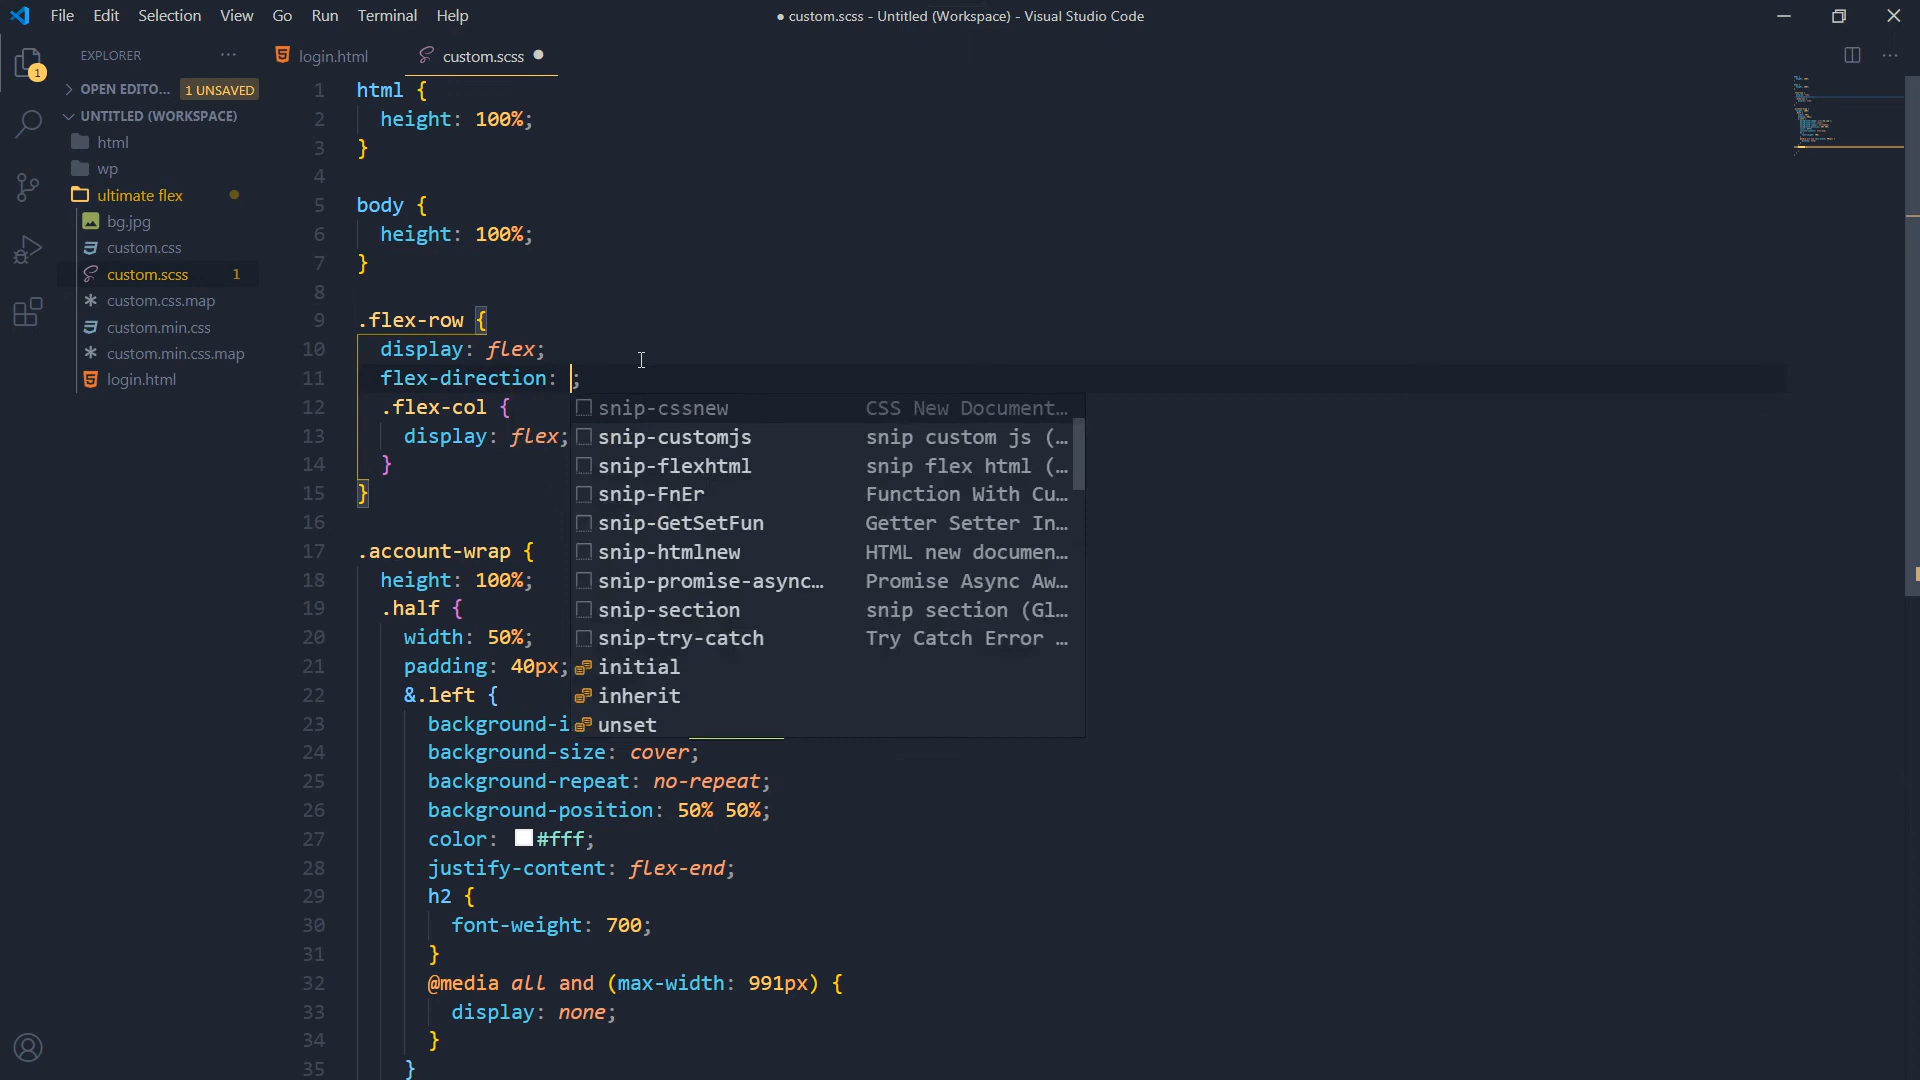 File Edit Selection View Go Run Terminal Help
● custom.scss - Untitled (Workspace) - Visual Studio Code
EXPLORER ···
login.html
custom.scss
OPEN EDITO... 1 UNSAVED
UNTITLED (WORKSPACE)
html
wp
ultimate flex
bg.jpg
custom.css
custom.scss 1
custom.css.map
custom.min.css
custom.min.css.map
login.html
1
1 html {
2 height: 100%;
3 }
4
5 body {
6 height: 100%;
7 }
8
9 .flex-row {
10 display: flex;
11 flex-direction: ;
12 .flex-col {
13 display: flex;
14 }
15 }
16
17 .account-wrap {
18 height: 100%;
19 .half {
20 width: 50%;
21 padding: 40px;
22 &.left {
23 background-i
24 background-size: cover;
25 background-repeat: no-repeat;
26 background-position: 50% 50%;
27 color: #fff;
28 justify-content: flex-end;
29 h2 {
30 font-weight: 700;
31 }
32 @media all and (max-width: 991px) {
33 display: none;
34 }
35 }
snip-cssnew CSS New Document…
snip-customjs snip custom js (…
snip-flexhtml snip flex html (…
snip-FnEr Function With Cu…
snip-GetSetFun Getter Setter In…
snip-htmlnew HTML new documen…
snip-promise-async… Promise Async Aw…
snip-section snip section (Gl…
snip-try-catch Try Catch Error …
initial
inherit
unset